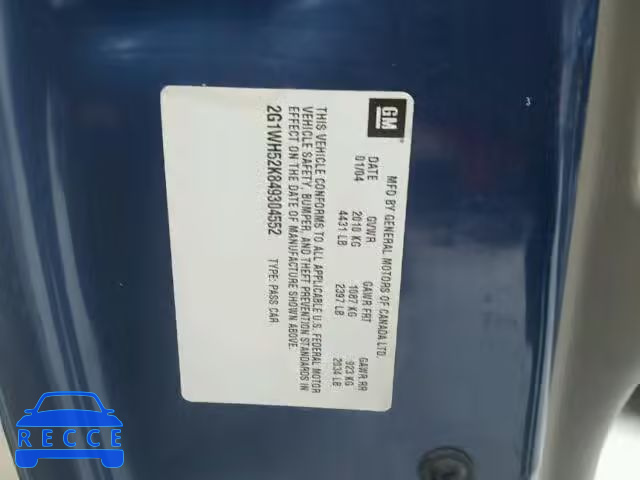 GM
MFD BY GENERAL MOTORS OF CANADA LTD.
DATE GVWR GAWR FRT GAWR RR
01/04 2010 KG 1087 KG 923 KG
4431 LB 2397 LB 2034 LB
THIS VEHICLE CONFORMS TO ALL APPLICABLE U.S. FEDERAL MOTOR
VEHICLE SAFETY, BUMPER, AND THEFT PREVENTION STANDARDS IN
EFFECT ON THE DATE OF MANUFACTURE SHOWN ABOVE.
2G1WH52K849304552 TYPE: PASS CAR
3
RECCE